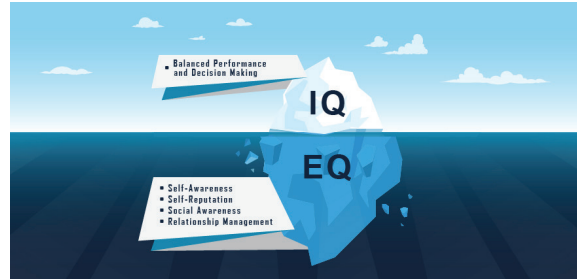 ▪ Balanced Performance
and Decision Making
IQ
EQ
▪ Self-Awareness
▪ Self-Reputation
▪ Social Awareness
▪ Relationship Management